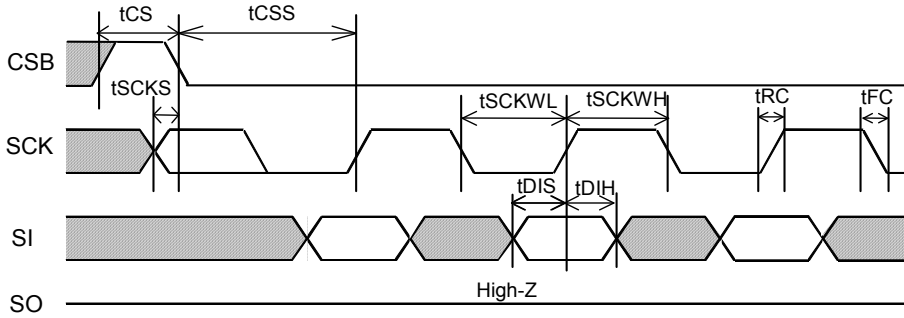 tCS tCSS
CSB
tSCKS tSCKWL tSCKWH tRC tFC
SCK
tDIS tDIH
SI
High-Z
SO